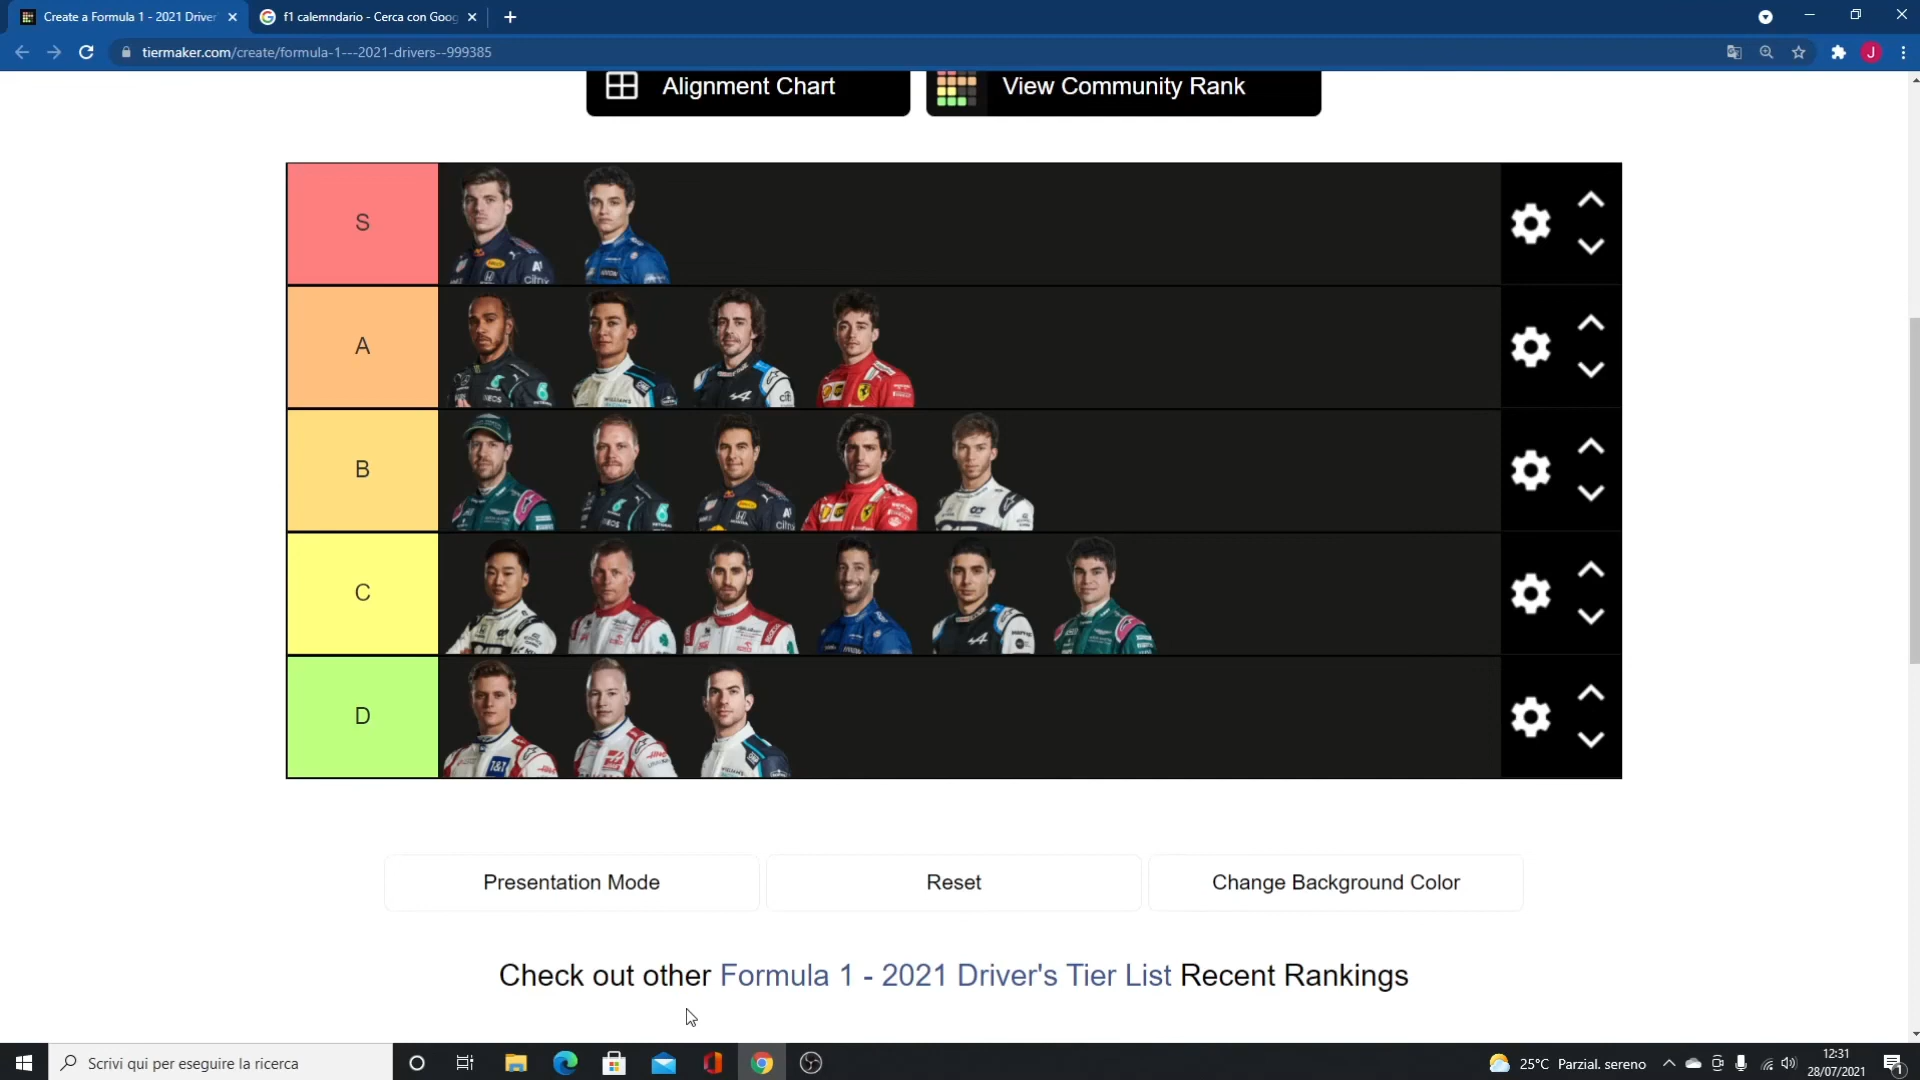 Create a Formula 1 - 2021 Driver'
f1 calemndario - Cerca con Goog
tiermaker.com/create/formula-1---2021-drivers--999385
J
Alignment Chart
View Community Rank
S
A
B
C
D
Presentation Mode
Reset
Change Background Color
Check out other Formula 1 - 2021 Driver's Tier List Recent Rankings
Scrivi qui per eseguire la ricerca
25°C Parzial. sereno
12:31
28/07/2021
1